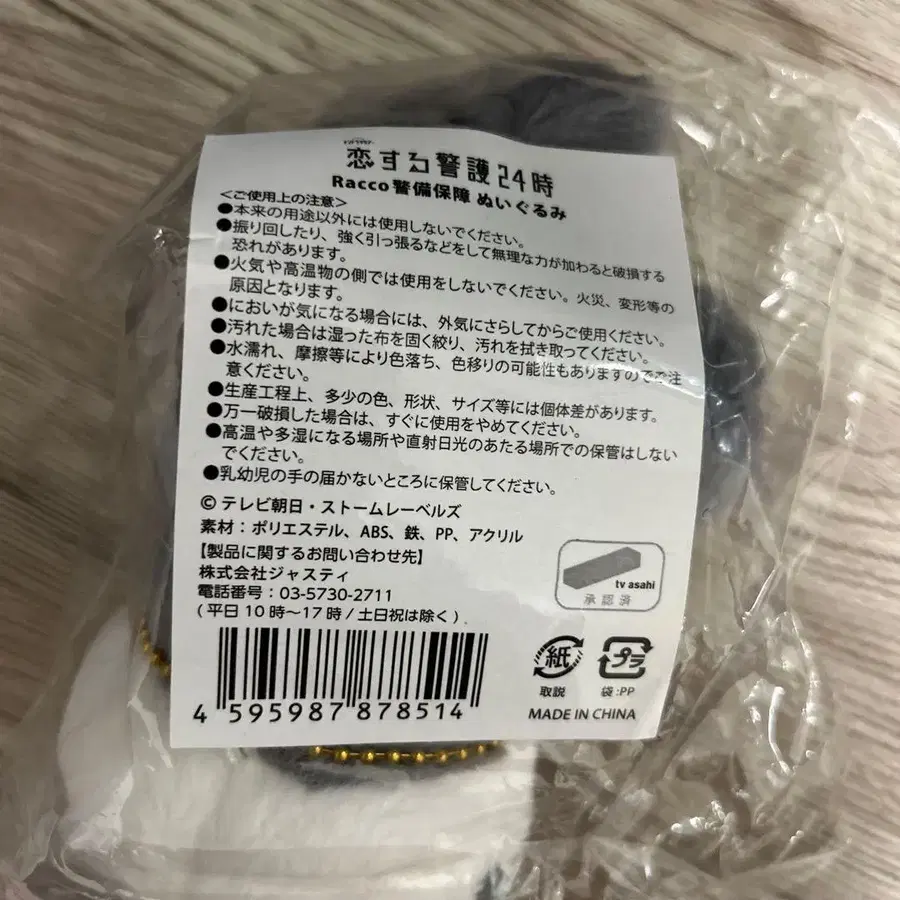 恋する警護24時
Racco警備保障 ぬいぐるみ
<ご使用上の注意>
●本来の用途以外には使用しないでください。
●振り回したり、強く引っ張るなどをして無理な力が加わると破損する
恐れがあります。
●火気や高温物の側では使用をしないでください。火災、変形等の
原因となります。
●においが気になる場合には、外気にさらしてからご使用ください。
●汚れた場合は湿った布を固く絞り、汚れを拭き取ってください。
●水濡れ、摩擦等により色落ち、色移りの可能性もありますのでご注
意ください。
●生産工程上、多少の色、形状、サイズ等には個体差があります。
●万一破損した場合は、すぐに使用をやめてください。
●高温や多湿になる場所や直射日光のあたる場所での保管はしない
でください。
●乳幼児の手の届かないところに保管してください。
© テレビ朝日・ストームレーベルズ
素材：ポリエステル、ABS、鉄、PP、アクリル
【製品に関するお問い合わせ先】
株式会社ジャスティ
電話番号：03-5730-2711
(平日10時～17時/土日祝は除く)
tv asahi
承認済
紙
取説
プラ
袋:PP
MADE IN CHINA
4 595987 878514